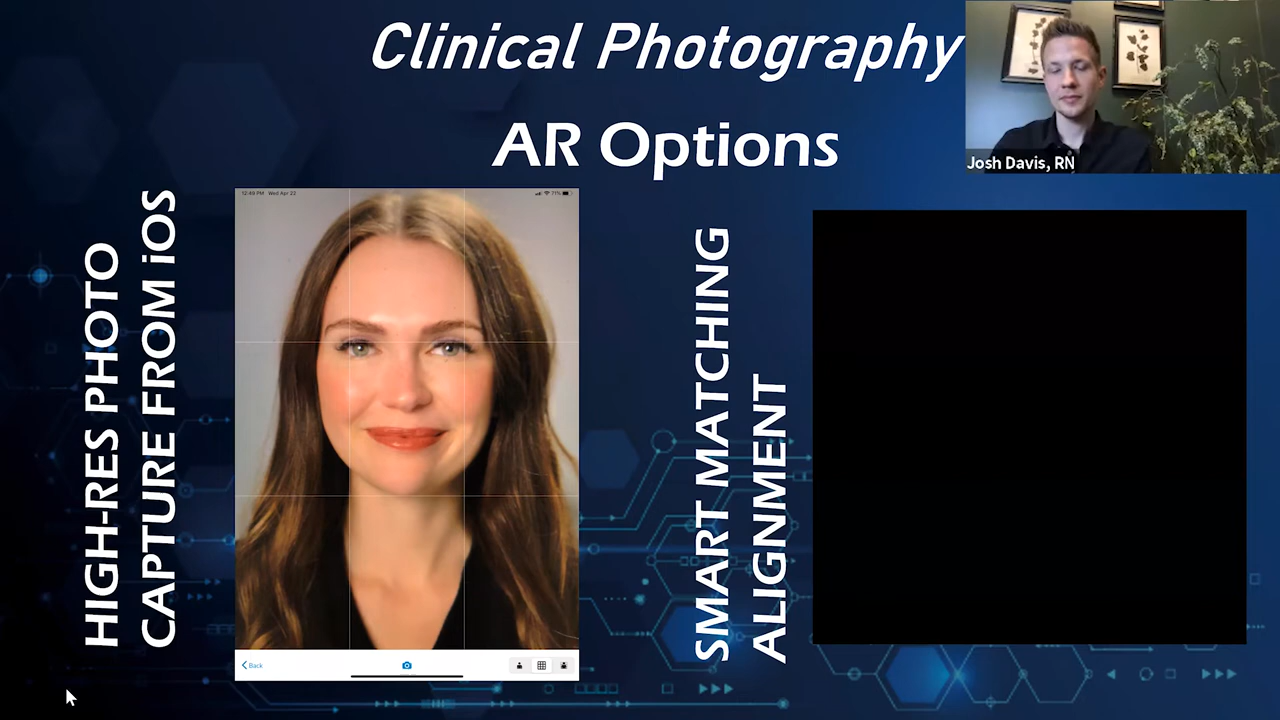 Clinical Photography
AR Options
Josh Davis, RN
HIGH-RES PHOTO
CAPTURE FROM iOS
12:49 PM Wed Apr 22
71%
SMART MATCHING
ALIGNMENT
Back